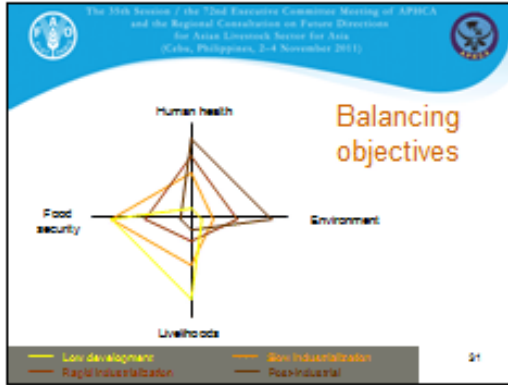 The 35th Session / the 72nd Executive Committee Meeting of APHCA
and the Regional Consultation on Future Directions
for Asian Livestock Sector for Asia
(Cebu, Philippines, 2-4 November 2011)
FAO
APHCA
Balancing
objectives
Human health
Food
security
Environment
Livelihoods
Low development
Slow industrialization
Rapid industrialization
Post-industrial